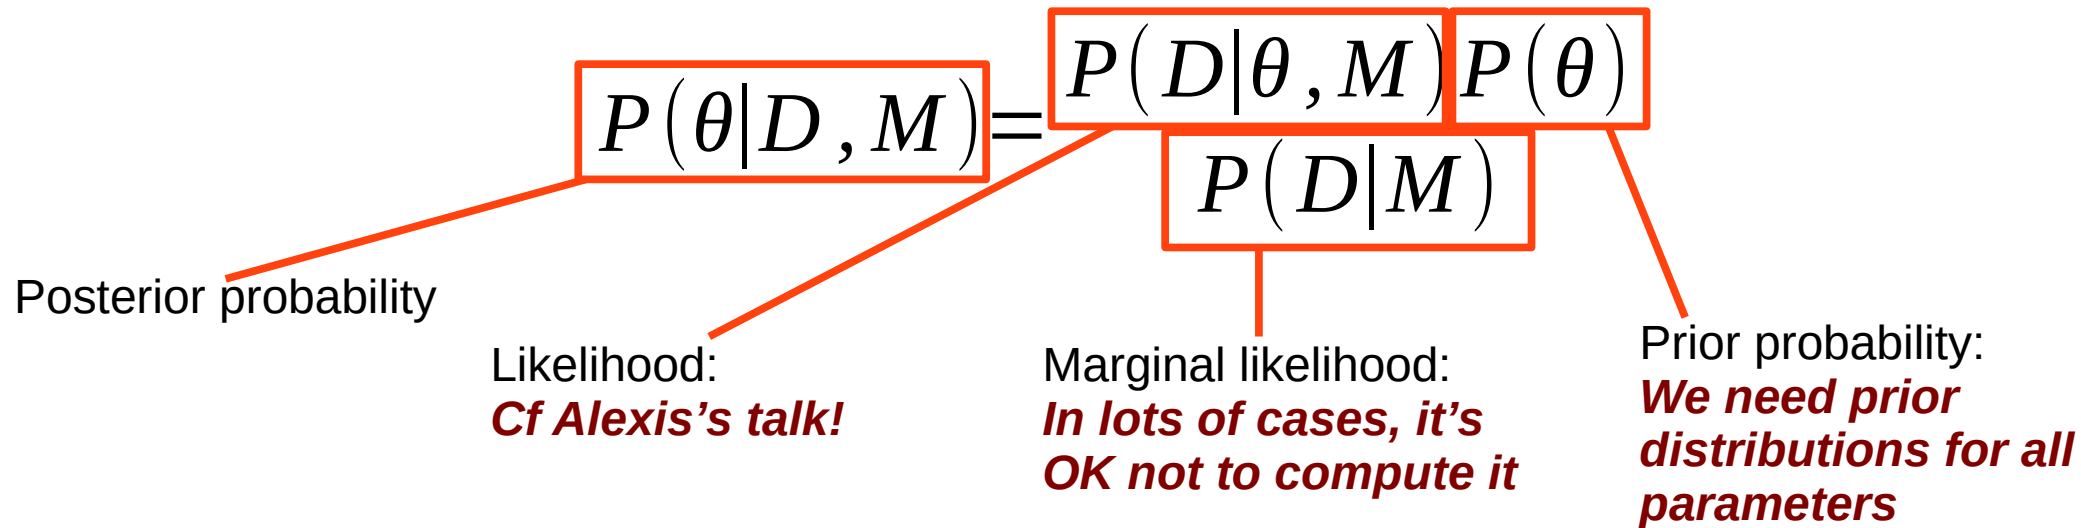 P(θ|D,M)=
P(D|θ,M)P(θ)
P(D|M)
Posterior probability
Likelihood:
Cf Alexis’s talk!
Marginal likelihood:
In lots of cases, it’s
OK not to compute it
Prior probability:
We need prior
distributions for all
parameters